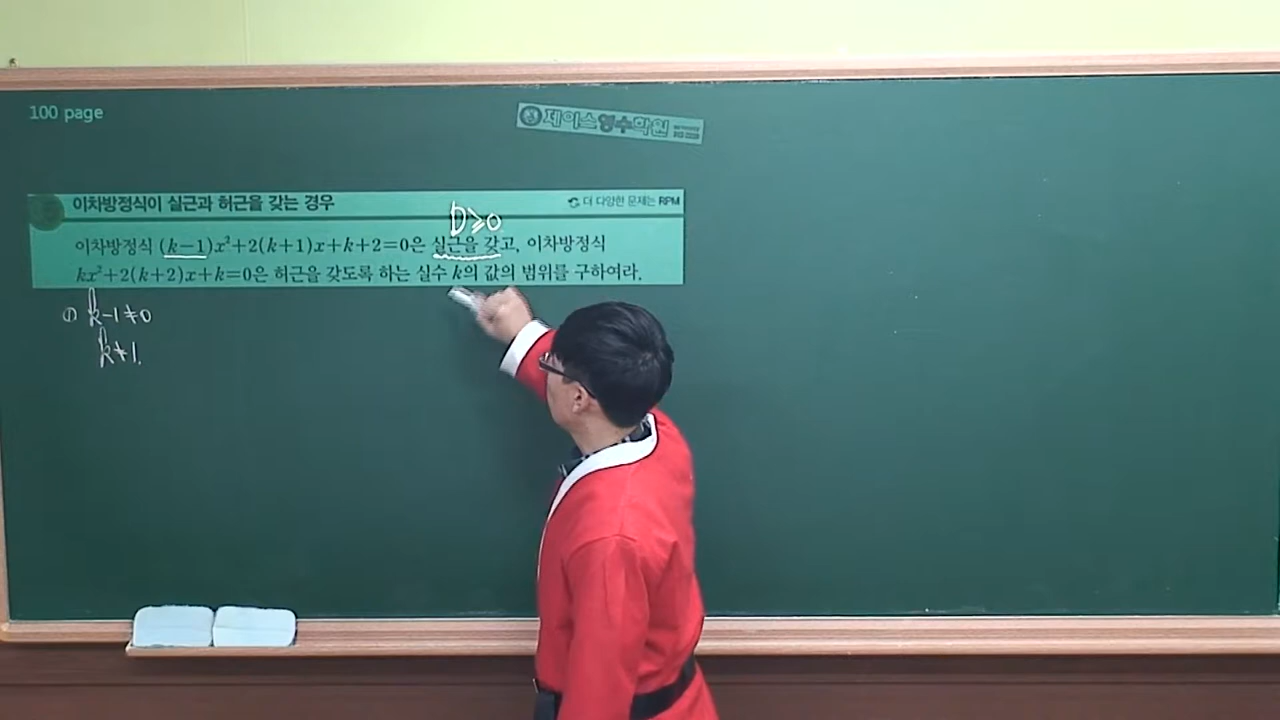 100 page
제이스영수학원
이차방정식이 실근과 허근을 갖는 경우
더 다양한 문제는 RPM
D≥0
이차방정식 (k-1)x²+2(k+1)x+k+2=0은 실근을 갖고, 이차방정식
kx²+2(k+2)x+k=0은 허근을 갖도록 하는 실수 k의 값의 범위를 구하여라.
① k-1≠0
k≠1.